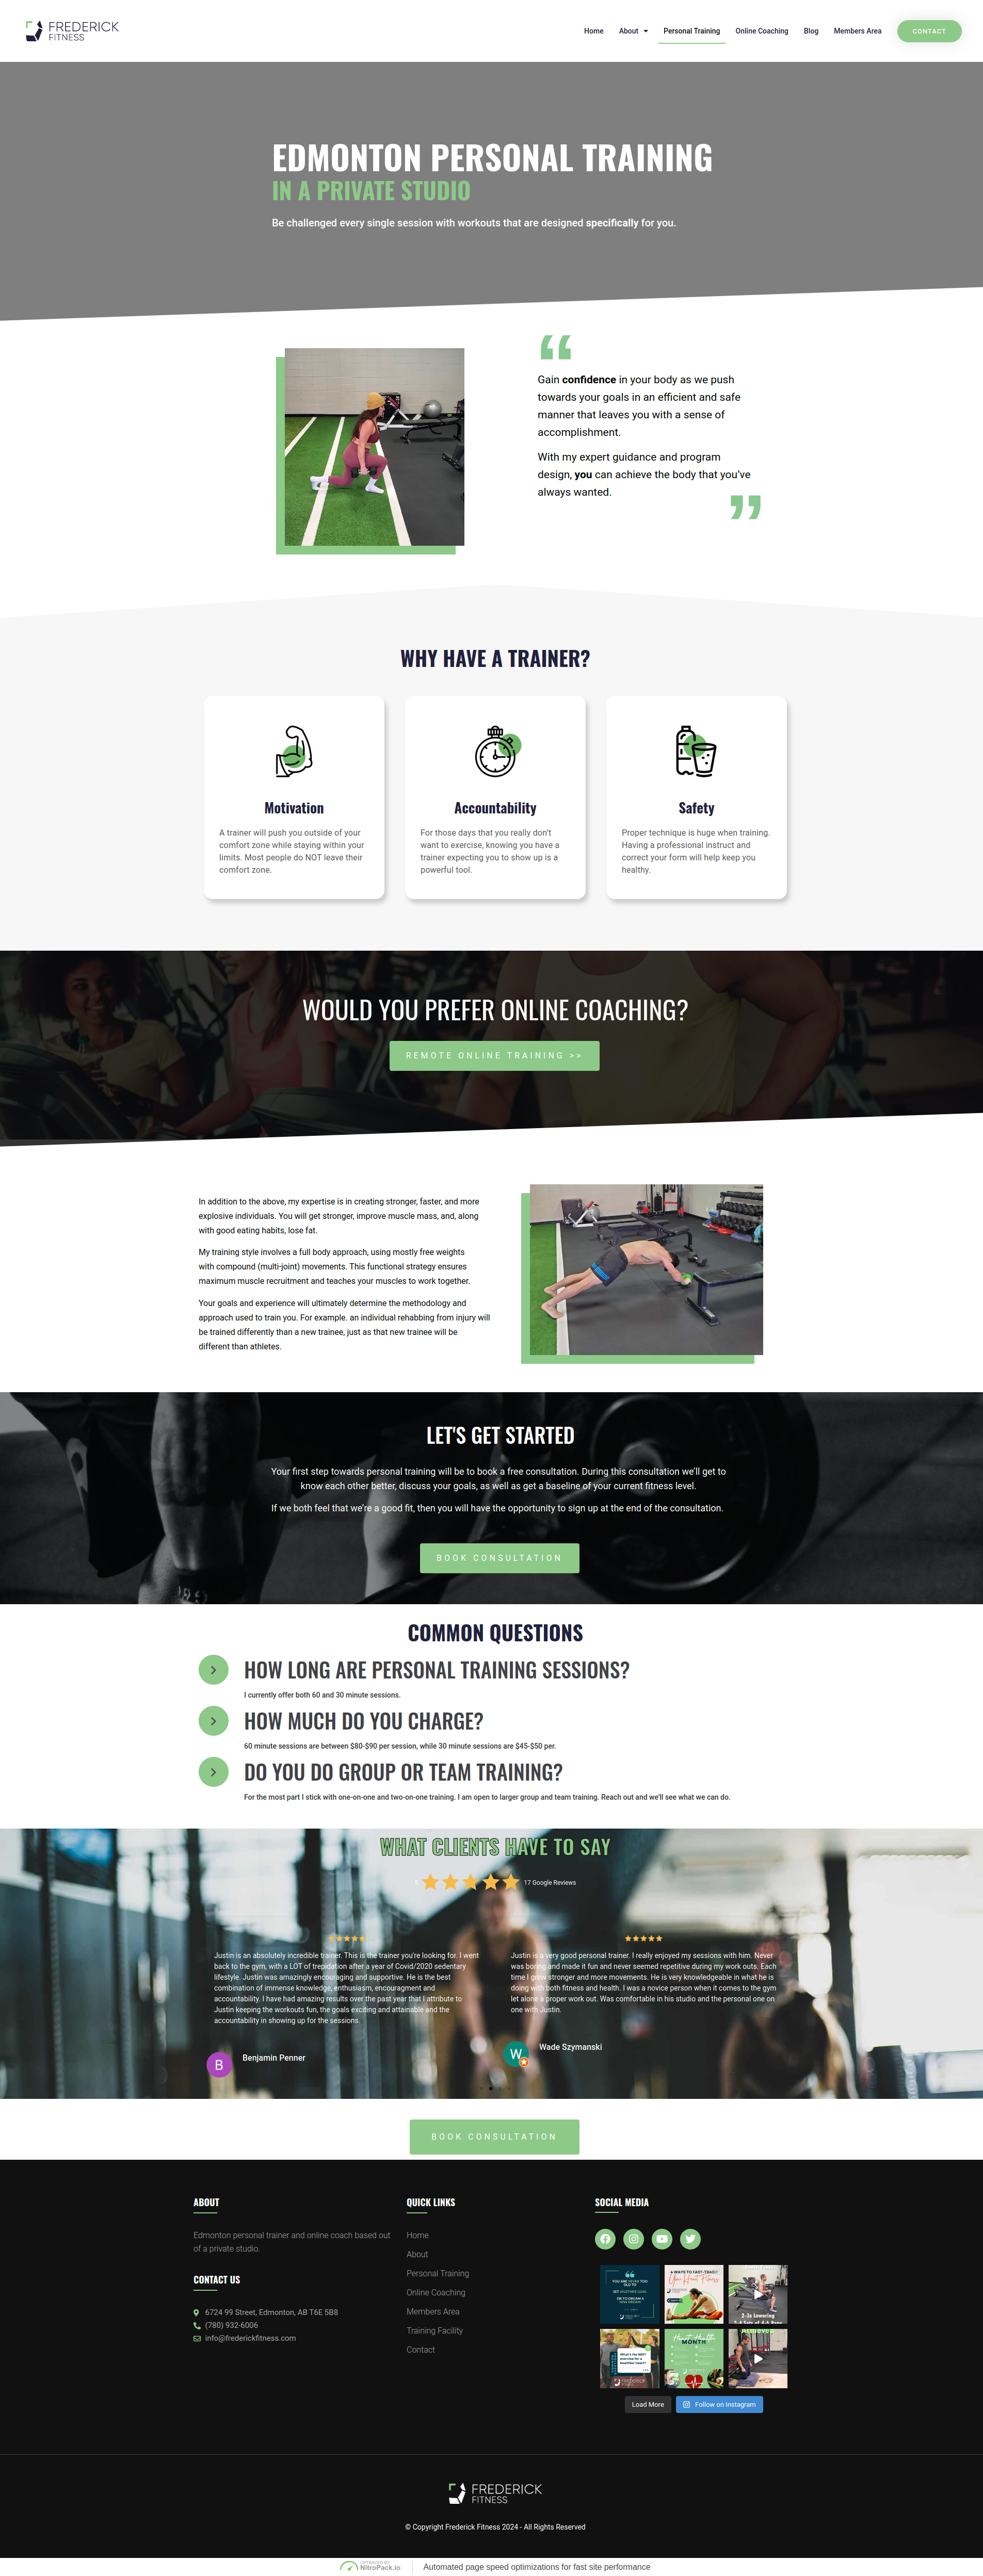 FREDERICK
FITNESS
Home
About
Personal Training
Online Coaching
Blog
Members Area
CONTACT
EDMONTON PERSONAL TRAINING
IN A PRIVATE STUDIO
Be challenged every single session with workouts that are designed specifically for you.
Gain confidence in your body as we push
towards your goals in an efficient and safe
manner that leaves you with a sense of
accomplishment.
With my expert guidance and program
design, you can achieve the body that you've
always wanted.
WHY HAVE A TRAINER?
Motivation
A trainer will push you outside of your
comfort zone while staying within your
limits. Most people do NOT leave their
comfort zone.
Accountability
For those days that you really don't
want to exercise, knowing you have a
trainer expecting you to show up is a
powerful tool.
Safety
Proper technique is huge when training.
Having a professional instruct and
correct your form will help keep you
healthy.
WOULD YOU PREFER ONLINE COACHING?
REMOTE ONLINE TRAINING >>
In addition to the above, my expertise is in creating stronger, faster, and more
explosive individuals. You will get stronger, improve muscle mass, and, along
with good eating habits, lose fat.
My training style involves a full body approach, using mostly free weights
with compound (multi-joint) movements. This functional strategy ensures
maximum muscle recruitment and teaches your muscles to work together.
Your goals and experience will ultimately determine the methodology and
approach used to train you. For example. an individual rehabbing from injury will
be trained differently than a new trainee, just as that new trainee will be
different than athletes.
LET'S GET STARTED
Your first step towards personal training will be to book a free consultation. During this consultation we'll get to
know each other better, discuss your goals, as well as get a baseline of your current fitness level.
If we both feel that we're a good fit, then you will have the opportunity to sign up at the end of the consultation.
BOOK CONSULTATION
COMMON QUESTIONS
HOW LONG ARE PERSONAL TRAINING SESSIONS?
I currently offer both 60 and 30 minute sessions.
HOW MUCH DO YOU CHARGE?
60 minute sessions are between $80-$90 per session, while 30 minute sessions are $45-$50 per.
DO YOU DO GROUP OR TEAM TRAINING?
For the most part I stick with one-on-one and two-on-one training. I am open to larger group and team training. Reach out and we'll see what we can do.
WHAT CLIENTS HAVE TO SAY
17 Google Reviews
Justin is an absolutely incredible trainer. This is the trainer you're looking for. I went
back to the gym, with a LOT of trepidation after a year of Covid/2020 sedentary
lifestyle. Justin was amazingly encouraging and supportive. He is the best
combination of immense knowledge, enthusiasm, encouragment and
accountability. I have had amazing results over the past year that I attribute to
Justin keeping the workouts fun, the goals exciting and attainable and the
accountability in showing up for the sessions.
B
Benjamin Penner
Justin is a very good personal trainer. I really enjoyed my sessions with him. Never
was boring and made it fun and never seemed repetitive during my work outs. Each
time I grew stronger and more movements. He is very knowledgeable in what he is
doing with both fitness and health. I was a novice person when it comes to the gym
let alone a proper work out. Was comfortable in his studio and the personal one on
one with Justin.
W
Wade Szymanski
BOOK CONSULTATION
ABOUT
Edmonton personal trainer and online coach based out
of a private studio.
CONTACT US
6724 99 Street, Edmonton, AB T6E 5B8
(780) 932-6006
info@frederickfitness.com
QUICK LINKS
Home
About
Personal Training
Online Coaching
Members Area
Training Facility
Contact
SOCIAL MEDIA
YOU ARE NEVER TOO
OLD TO
SET ANOTHER GOAL
OR TO DREAM A
NEW DREAM
4 WAYS TO FAST-TRACK
Your Heart Fitness
2-3s Lowering
Heart Health
MONTH
Load More
Follow on Instagram
FREDERICK
FITNESS
© Copyright Frederick Fitness 2024 - All Rights Reserved
OPTIMIZED BY
NitroPack.io
Automated page speed optimizations for fast site performance